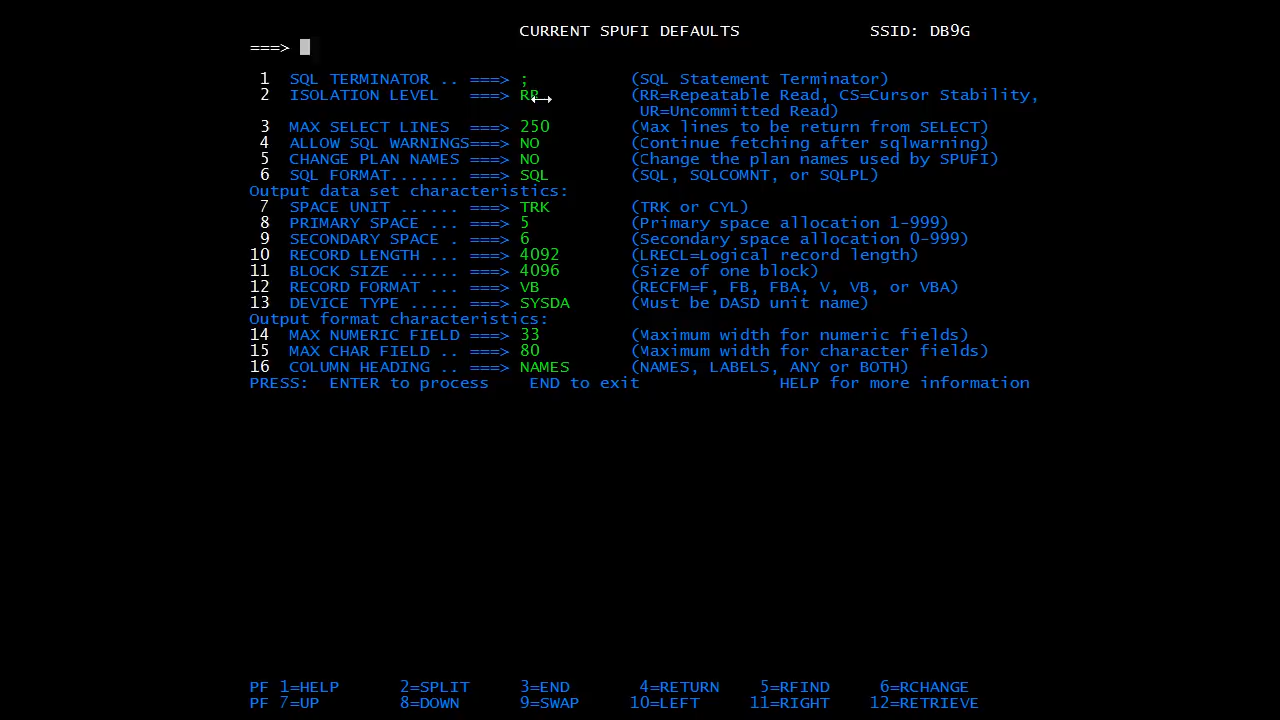 CURRENT SPUFI DEFAULTS SSID: DB9G
===>
1 SQL TERMINATOR .. ===> ; (SQL Statement Terminator)
2 ISOLATION LEVEL ===> RR (RR=Repeatable Read, CS=Cursor Stability,
UR=Uncommitted Read)
3 MAX SELECT LINES ===> 250 (Max lines to be return from SELECT)
4 ALLOW SQL WARNINGS===> NO (Continue fetching after sqlwarning)
5 CHANGE PLAN NAMES ===> NO (Change the plan names used by SPUFI)
6 SQL FORMAT....... ===> SQL (SQL, SQLCOMNT, or SQLPL)
Output data set characteristics:
7 SPACE UNIT ...... ===> TRK (TRK or CYL)
8 PRIMARY SPACE ... ===> 5 (Primary space allocation 1-999)
9 SECONDARY SPACE . ===> 6 (Secondary space allocation 0-999)
10 RECORD LENGTH ... ===> 4092 (LRECL=Logical record length)
11 BLOCK SIZE ...... ===> 4096 (Size of one block)
12 RECORD FORMAT ... ===> VB (RECFM=F, FB, FBA, V, VB, or VBA)
13 DEVICE TYPE ..... ===> SYSDA (Must be DASD unit name)
Output format characteristics:
14 MAX NUMERIC FIELD ===> 33 (Maximum width for numeric fields)
15 MAX CHAR FIELD .. ===> 80 (Maximum width for character fields)
16 COLUMN HEADING .. ===> NAMES (NAMES, LABELS, ANY or BOTH)
PRESS: ENTER to process END to exit HELP for more information
PF 1=HELP 2=SPLIT 3=END 4=RETURN 5=RFIND 6=RCHANGE
PF 7=UP 8=DOWN 9=SWAP 10=LEFT 11=RIGHT 12=RETRIEVE